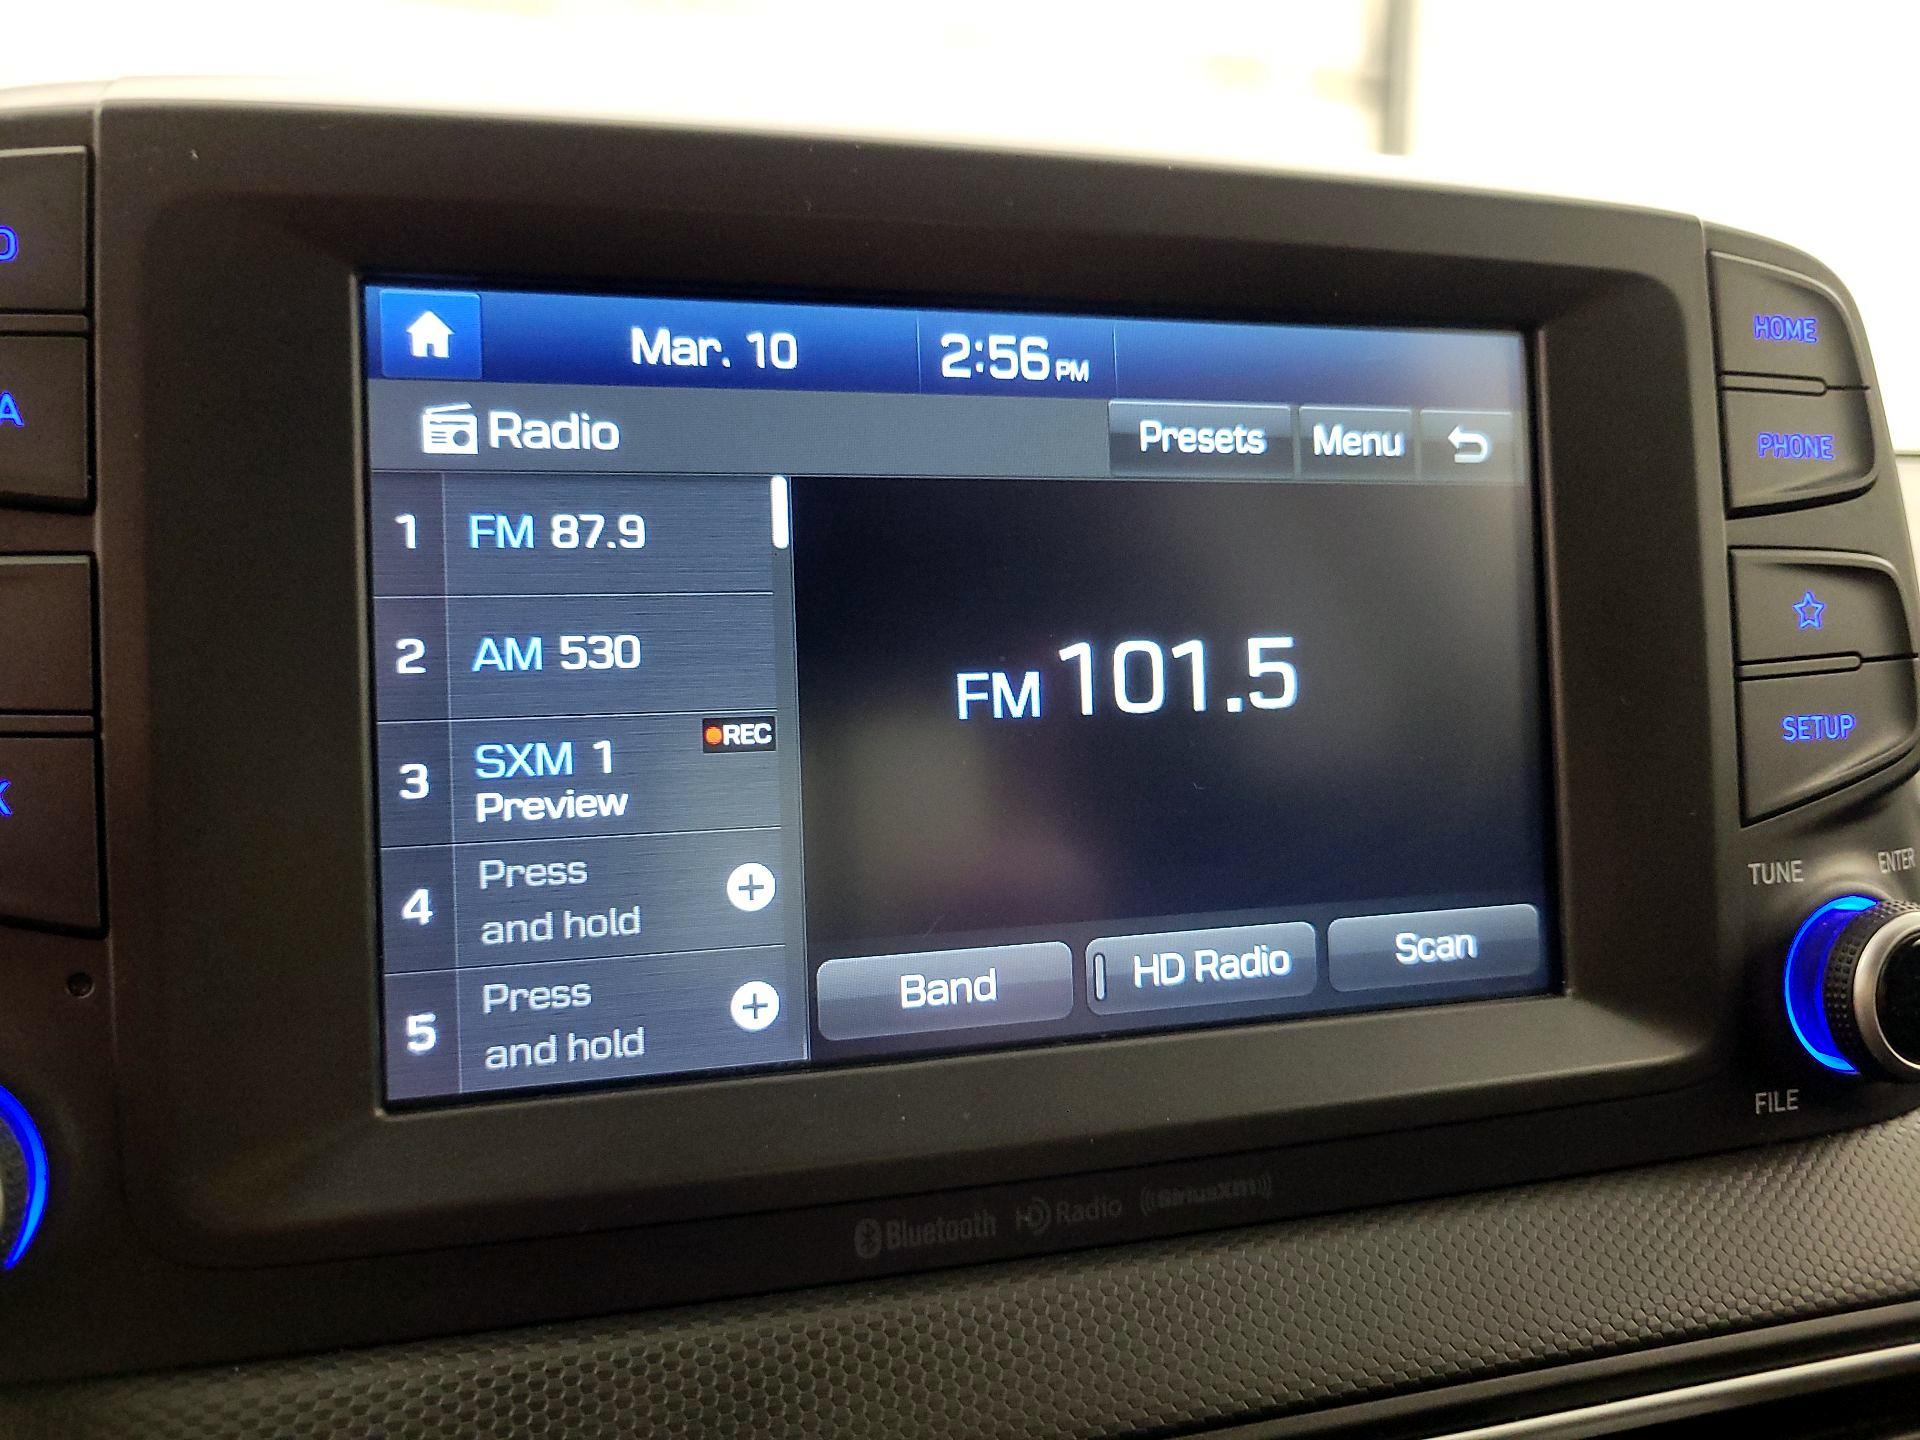 Mar. 10 2:56 PM
Radio Presets Menu
1 FM 87.9
2 AM 530
REC
3 SXM 1
Preview
4 Press
and hold
5 Press
and hold
FM 101.5
Band HD Radio Scan
HOME
PHONE
SETUP
TUNE ENTER
FILE
Bluetooth HD Radio ((SiriusXM))